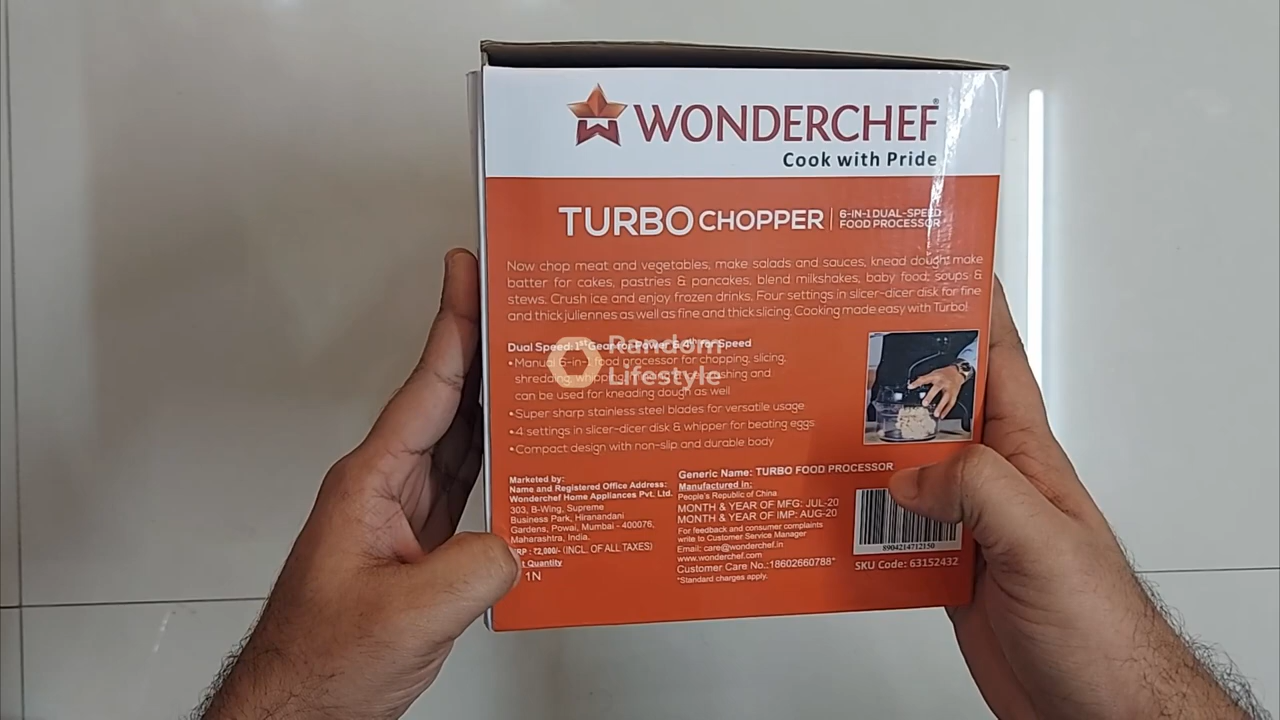 WONDERCHEF®
Cook with Pride
TURBO CHOPPER | 6-IN-1 DUAL-SPEED
FOOD PROCESSOR
Now chop meat and vegetables, make salads and sauces, knead dough, make
batter for cakes, pastries & pancakes, blend milkshakes, baby food, soups &
stews. Crush ice and enjoy frozen drinks. Four settings in slicer-dicer disk for fine
and thick juliennes as well as fine and thick slicing. Cooking made easy with Turbo!
Dual Speed: 1st Gear for Power & 4th for Speed
• Manual 6-in-1 food processor for chopping, slicing,
shredding, whipping, crushing and
can be used for kneading dough as well
• Super sharp stainless steel blades for versatile usage
• 4 settings in slicer-dicer disk & whipper for beating eggs
• Compact design with non-slip and durable body
Random
Lifestyle
Marketed by:
Name and Registered Office Address:
Wonderchef Home Appliances Pvt. Ltd.
303, B-Wing, Supreme
Business Park, Hiranandani
Gardens, Powai, Mumbai - 400076,
Maharashtra, India.
RP : ₹2,000/- (INCL. OF ALL TAXES)
t Quantity
1N
Generic Name: TURBO FOOD PROCESSOR
Manufactured In:
People's Republic of China
MONTH & YEAR OF MFG: JUL-20
MONTH & YEAR OF IMP: AUG-20
For feedback and consumer complaints
write to Customer Service Manager
Email: care@wonderchef.in
www.wonderchef.com
Customer Care No.:18602660788*
*Standard charges apply.
8904214712150
SKU Code: 63152432